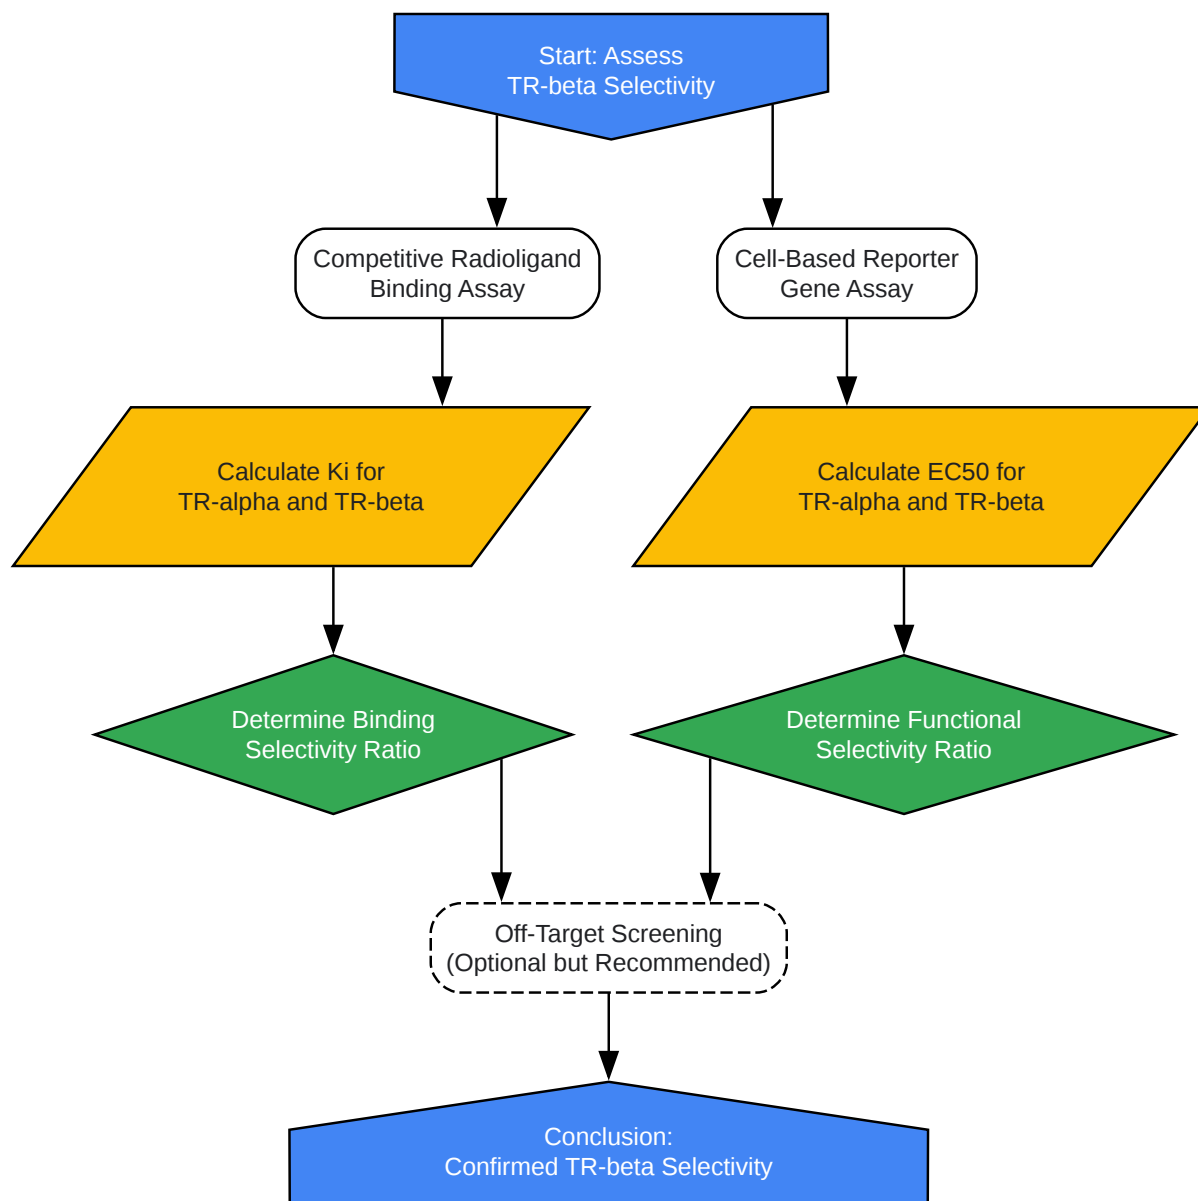 Start: Assess
TR-beta Selectivity
Competitive Radioligand
Binding Assay
Cell-Based Reporter
Gene Assay
Calculate Ki for
TR-alpha and TR-beta
Calculate EC50 for
TR-alpha and TR-beta
Determine Binding
Selectivity Ratio
Determine Functional
Selectivity Ratio
Off-Target Screening
(Optional but Recommended)
Conclusion:
Confirmed TR-beta Selectivity